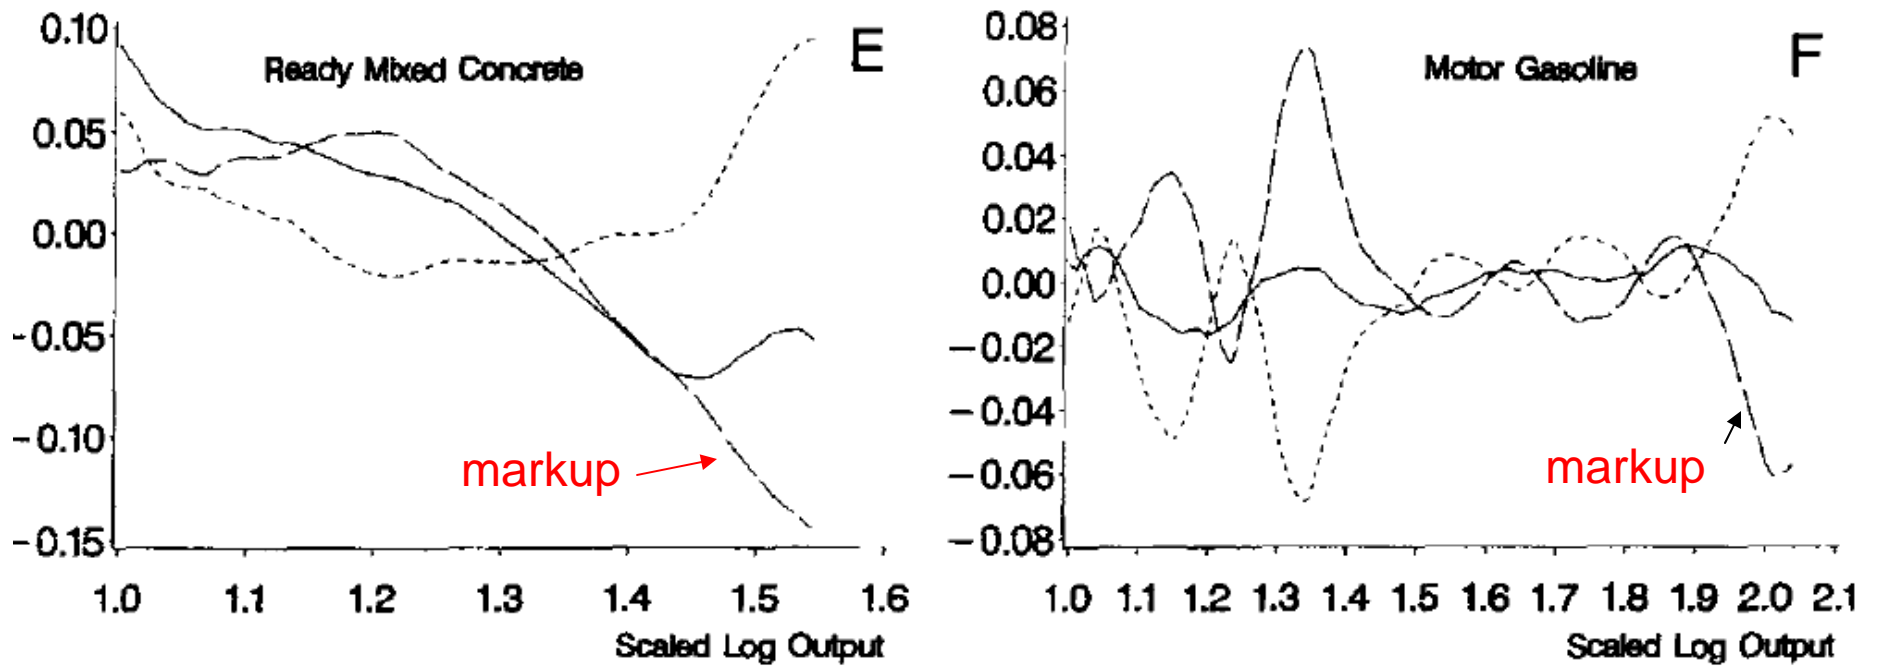 E
Ready Mixed Concrete
0.10
0.05
0.00
-0.05
-0.10
-0.15
markup
1.0 1.1 1.2 1.3 1.4 1.5 1.6
Scaled Log Output
F
Motor Gasoline
0.08
0.06
0.04
0.02
0.00
-0.02
-0.04
-0.06
-0.08
markup
1.0 1.1 1.2 1.3 1.4 1.5 1.6 1.7 1.8 1.9 2.0 2.1
Scaled Log Output